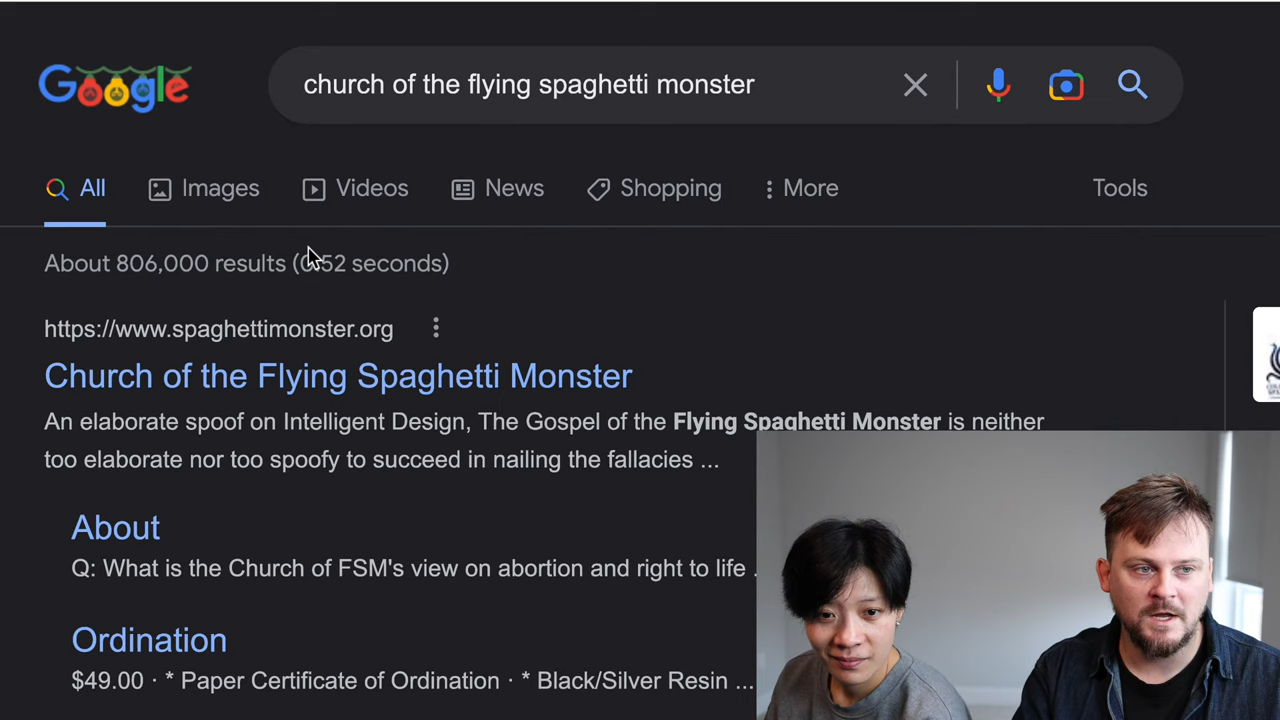 Google
church of the flying spaghetti monster
All Images Videos News Shopping More Tools
About 806,000 results (0.52 seconds)
https://www.spaghettimonster.org
Church of the Flying Spaghetti Monster
An elaborate spoof on Intelligent Design, The Gospel of the Flying Spaghetti Monster is neither
too elaborate nor too spoofy to succeed in nailing the fallacies ...
About
Q: What is the Church of FSM's view on abortion and right to life .
Ordination
$49.00 · * Paper Certificate of Ordination · * Black/Silver Resin ...